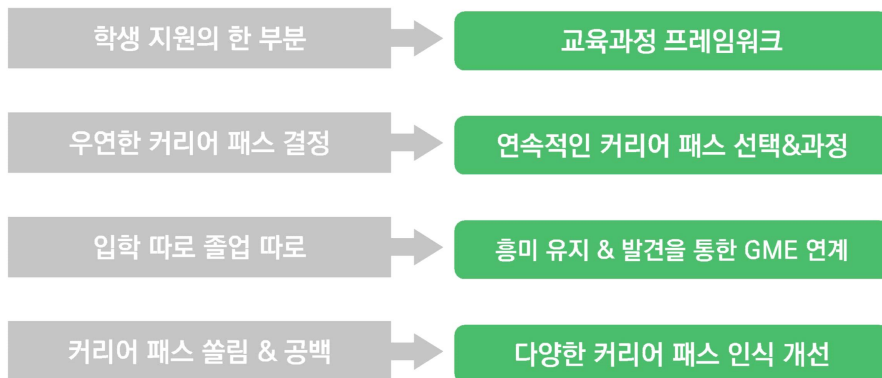 학생 지원의 한 부분
교육과정 프레임워크
우연한 커리어 패스 결정
연속적인 커리어 패스 선택&과정
입학 따로 졸업 따로
흥미 유지 & 발견을 통한 GME 연계
커리어 패스 쏠림 & 공백
다양한 커리어 패스 인식 개선